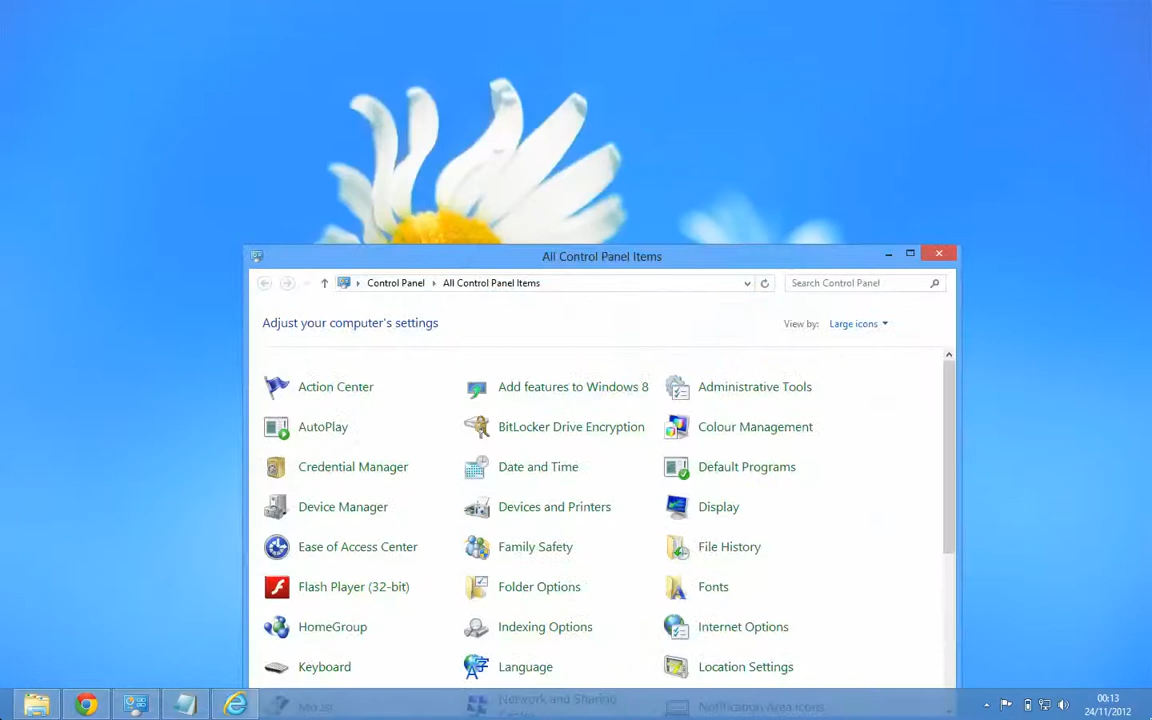 All Control Panel Items
Control Panel All Control Panel Items Search Control Panel
Adjust your computer's settings View by: Large icons
Action Center Add features to Windows 8 Administrative Tools
AutoPlay BitLocker Drive Encryption Colour Management
Credential Manager Date and Time Default Programs
Device Manager Devices and Printers Display
Ease of Access Center Family Safety File History
Flash Player (32-bit) Folder Options Fonts
HomeGroup Indexing Options Internet Options
Keyboard Language Location Settings
Mouse Network and Sharing Notification Area Icons
00:13
24/11/2012